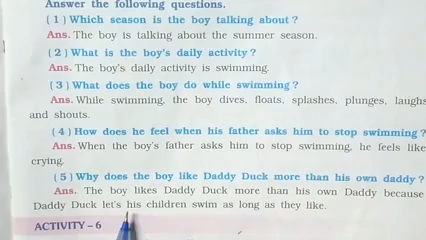 Answer the following questions.
(1) Which season is the boy talking about?
Ans. The boy is talking about the summer season.
(2) What is the boy's daily activity?
Ans. The boy's daily activity is swimming.
(3) What does the boy do while swimming?
Ans. While swimming, the boy dives, floats, splashes, plunges, laughs
and shouts.
(4) How does he feel when his father asks him to stop swimming?
Ans. When the boy's father asks him to stop swimming, he feels like
crying.
(5) Why does the boy like Daddy Duck more than his own daddy?
Ans. The boy likes Daddy Duck more than his own Daddy because
Daddy Duck let's his children swim as long as they like.
ACTIVITY – 6